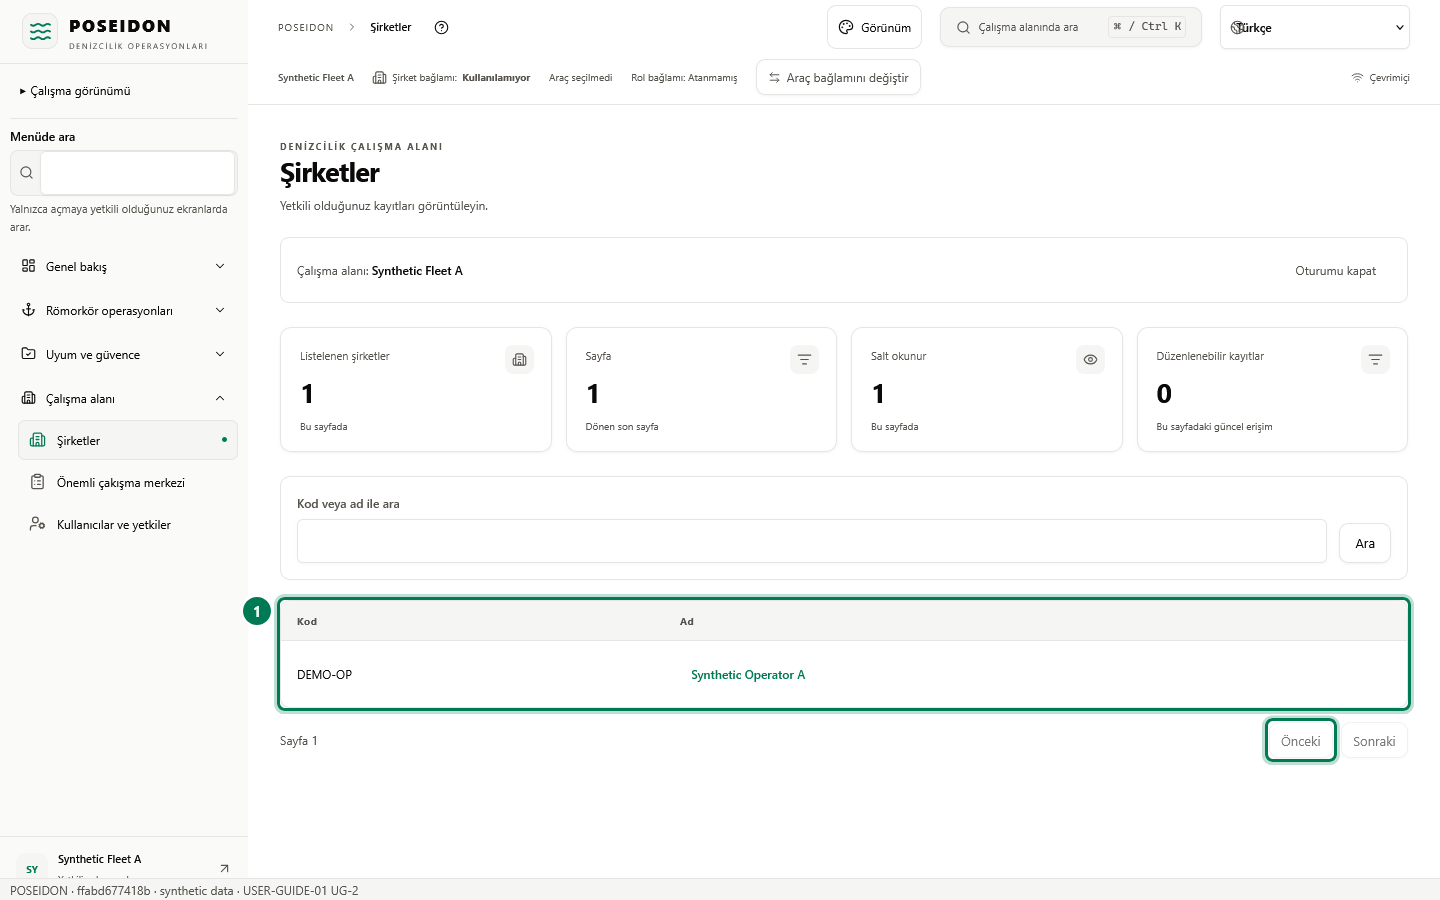 POSEIDON
DENİZCİLİK OPERASYONLARI
Çalışma görünümü
Menüde ara
Yalnızca açmaya yetkili olduğunuz ekranlarda
arar.
Genel bakış
Römorkör operasyonları
Uyum ve güvence
Çalışma alanı
Şirketler
Önemli çakışma merkezi
Kullanıcılar ve yetkiler
SY
Synthetic Fleet A
POSEIDON
Şirketler
Görünüm
Çalışma alanında ara
⌘ / Ctrl K
Türkçe
Synthetic Fleet A
Şirket bağlamı: Kullanılamıyor
Araç seçilmedi
Rol bağlamı: Atanmamış
Araç bağlamını değiştir
Çevrimiçi
DENİZCİLİK ÇALIŞMA ALANI
Şirketler
Yetkili olduğunuz kayıtları görüntüleyin.
Çalışma alanı: Synthetic Fleet A
Oturumu kapat
Listelenen şirketler
1
Bu sayfada
Sayfa
1
Dönen son sayfa
Salt okunur
1
Bu sayfada
Düzenlenebilir kayıtlar
0
Bu sayfadaki güncel erişim
Kod veya ad ile ara
Ara
1
Kod Ad
DEMO-OP Synthetic Operator A
Sayfa 1
Önceki
Sonraki
POSEIDON · ffabd677418b · synthetic data · USER-GUIDE-01 UG-2